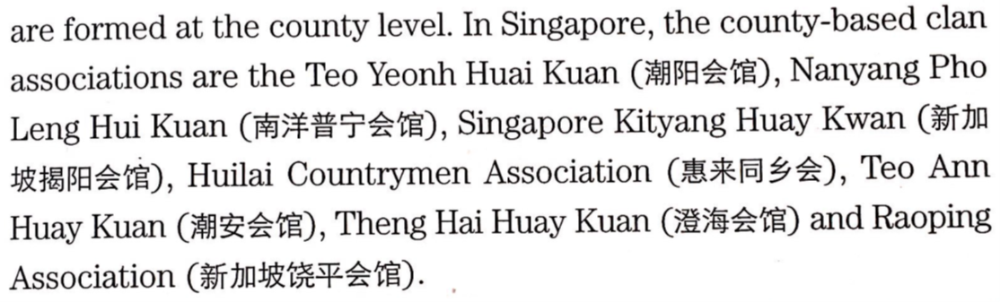 are formed at the county level. In Singapore, the county-based clan
associations are the Teo Yeonh Huai Kuan (潮阳会馆), Nanyang Pho
Leng Hui Kuan (南洋普宁会馆), Singapore Kityang Huay Kwan (新加
坡揭阳会馆), Huilai Countrymen Association (惠来同乡会), Teo Ann
Huay Kuan (潮安会馆), Theng Hai Huay Kuan (澄海会馆) and Raoping
Association (新加坡饶平会馆).